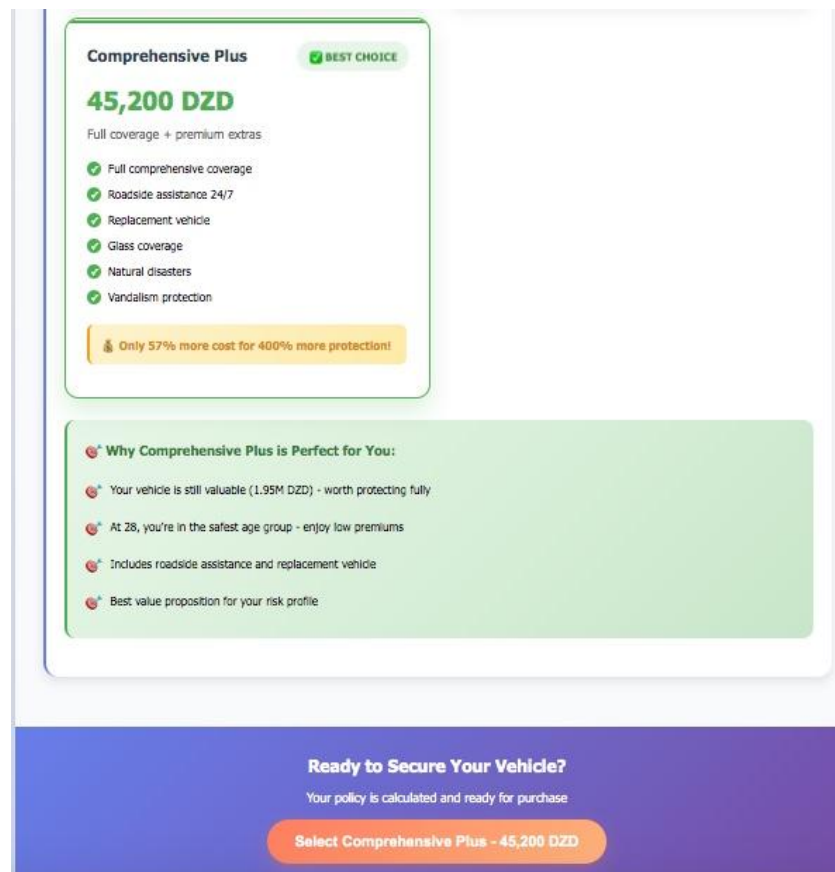 Comprehensive Plus
✅ BEST CHOICE
45,200 DZD
Full coverage + premium extras
Full comprehensive coverage
Roadside assistance 24/7
Replacement vehicle
Glass coverage
Natural disasters
Vandalism protection
💰 Only 57% more cost for 400% more protection!
🎯 Why Comprehensive Plus is Perfect for You:
🎯 Your vehicle is still valuable (1.95M DZD) - worth protecting fully
🎯 At 28, you're in the safest age group - enjoy low premiums
🎯 Includes roadside assistance and replacement vehicle
🎯 Best value proposition for your risk profile
Ready to Secure Your Vehicle?
Your policy is calculated and ready for purchase
Select Comprehensive Plus - 45,200 DZD